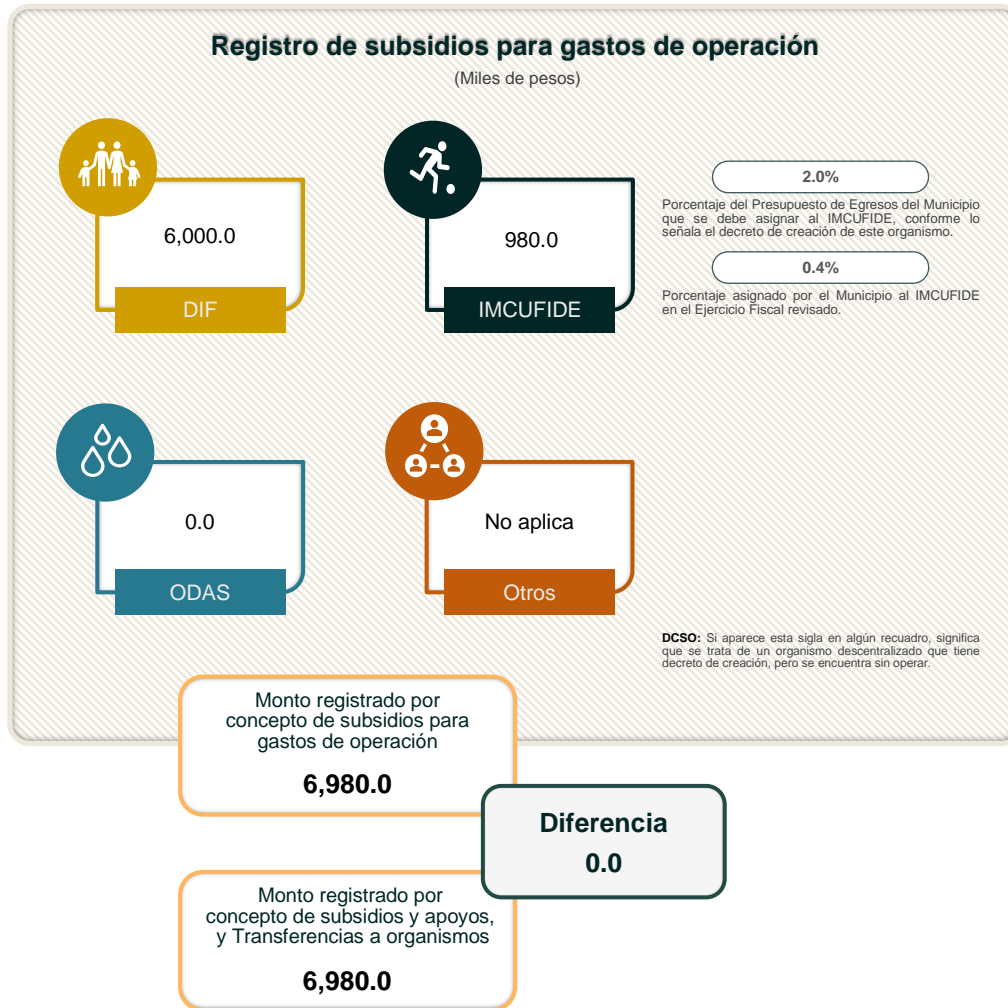 Registro de subsidios para gastos de operación
(Miles de pesos)
6,000.0
DIF
980.0
IMCUFIDE
2.0%
Porcentaje del Presupuesto de Egresos del Municipio
que se debe asignar al IMCUFIDE, conforme lo
señala el decreto de creación de este organismo.
0.4%
Porcentaje asignado por el Municipio al IMCUFIDE
en el Ejercicio Fiscal revisado.
0.0
ODAS
No aplica
Otros
DCSO: Si aparece esta sigla en algún recuadro, significa
que se trata de un organismo descentralizado que tiene
decreto de creación, pero se encuentra sin operar.
Monto registrado por
concepto de subsidios para
gastos de operación
6,980.0
Diferencia
0.0
Monto registrado por
concepto de subsidios y apoyos,
y Transferencias a organismos
6,980.0